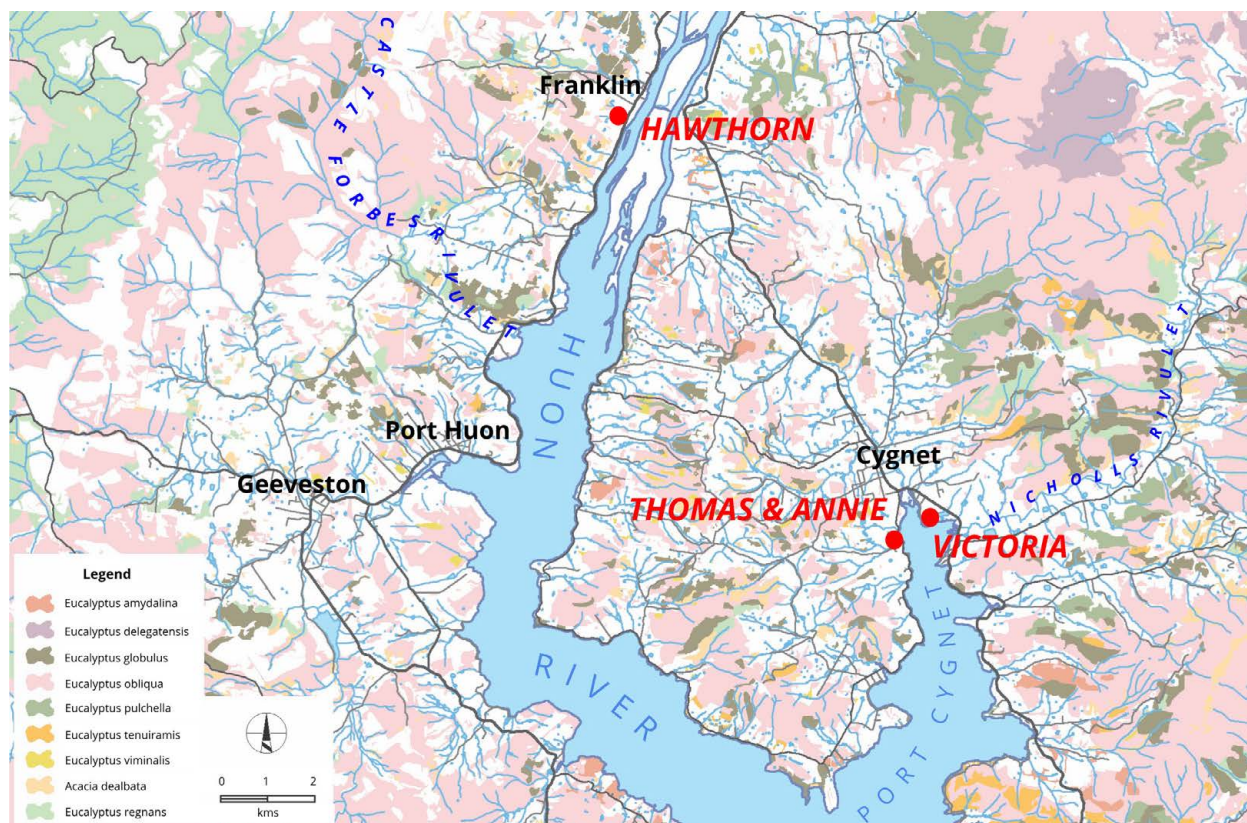 CASTLE FORBES RIVULET
Franklin
HAWTHORN
HUON
RIVER
Port Huon
Geeveston
Cygnet
THOMAS & ANNIE
VICTORIA
NICHOLLS RIVULET
PORT CYGNET
Legend
Eucalyptus amydalina
Eucalyptus delegatensis
Eucalyptus globulus
Eucalyptus obliqua
Eucalyptus pulchella
Eucalyptus tenuiramis
Eucalyptus viminalis
Acacia dealbata
Eucalyptus regnans
0 1 2
kms